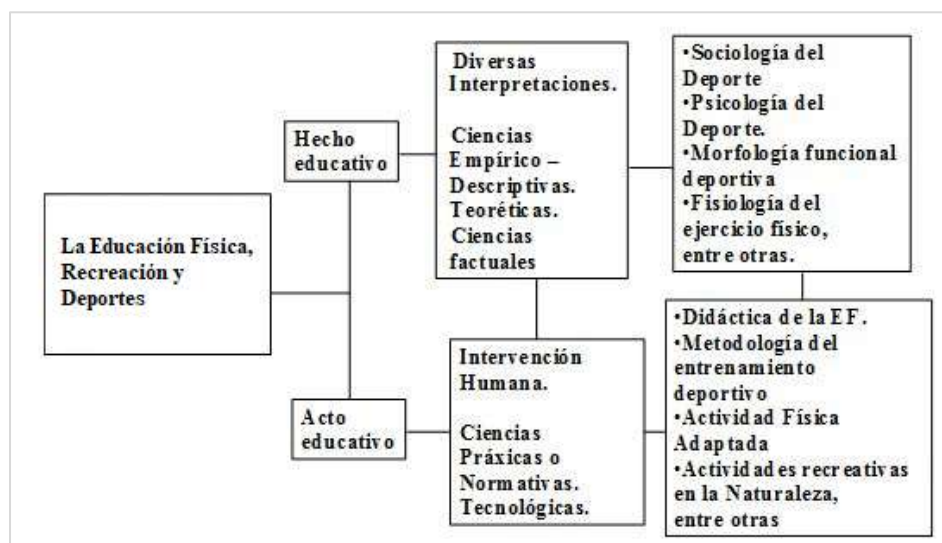 La Educación Física,
Recreación y
Deportes
Hecho
educativo
Diversas
Interpretaciones.
Ciencias
Empírico –
Descriptivas.
Teoréticas.
Ciencias
factuales
•Sociología del
Deporte
•Psicología del
Deporte.
•Morfología funcional
deportiva
•Fisiología del
ejercicio físico,
entre otras.
Acto
educativo
Intervención
Humana.
Ciencias
Práxicas o
Normativas.
Tecnológicas.
•Didáctica de la EF.
•Metodología del
entrenamiento
deportivo
•Actividad Física
Adaptada
•Actividades recreativas
en la Naturaleza,
entre otras